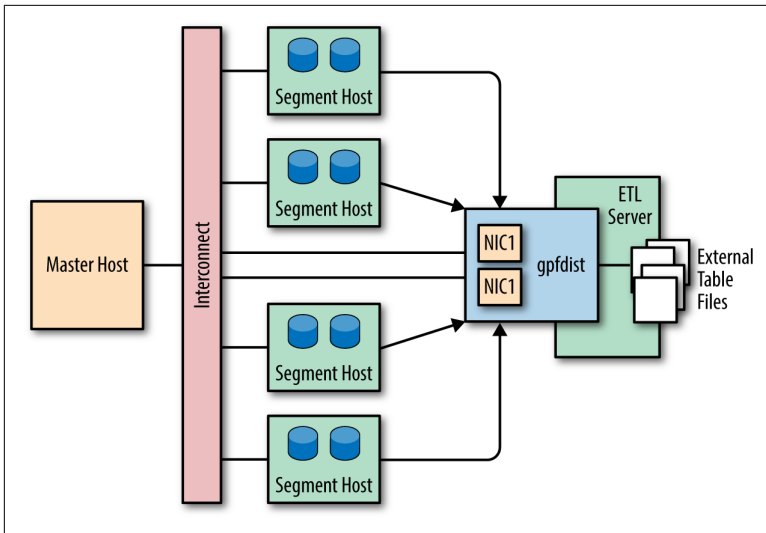 Master Host
Interconnect
Segment Host
Segment Host
Segment Host
Segment Host
NIC1
NIC1
gpfdist
ETL
Server
External
Table
Files